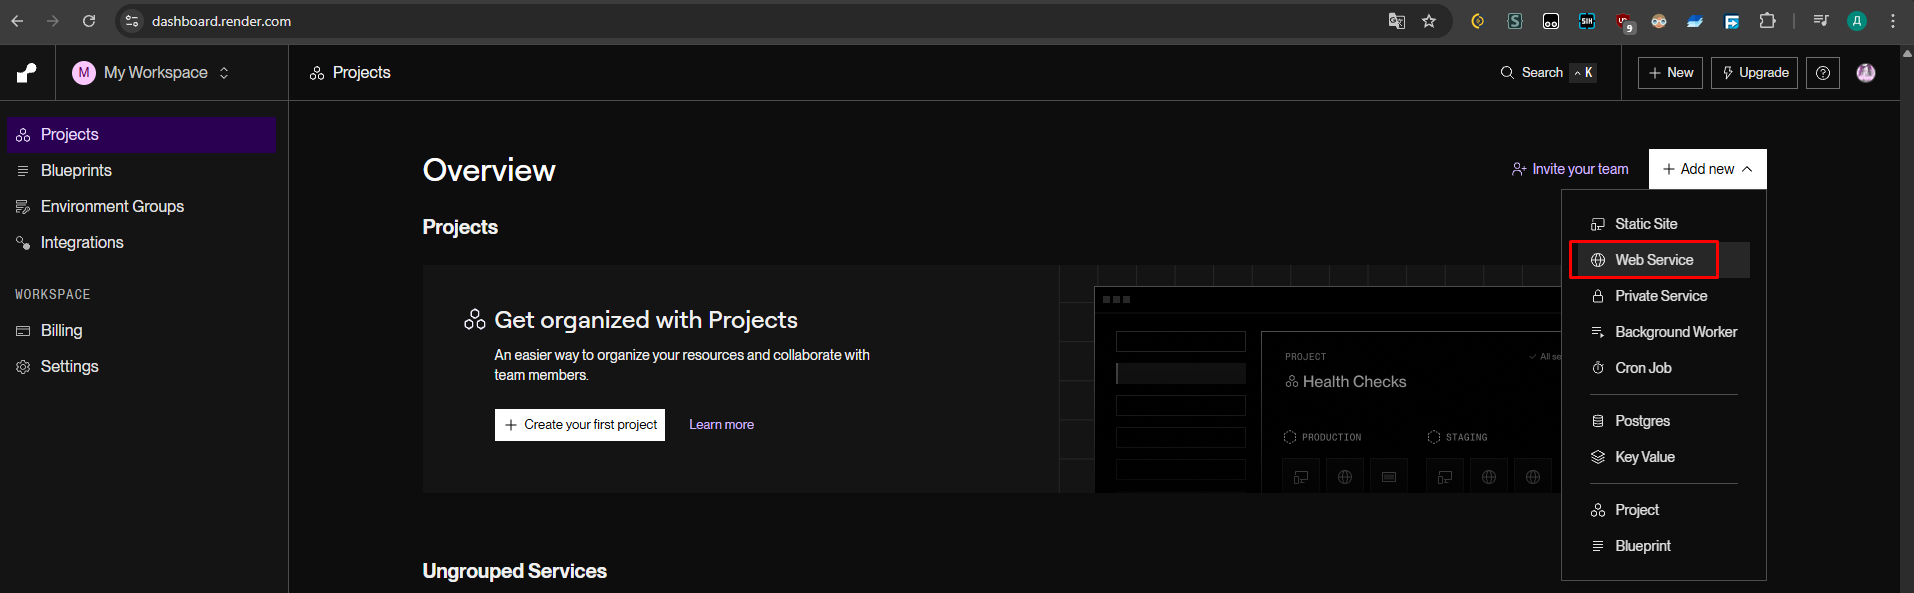 dashboard.render.com
9
Д
M My Workspace
Projects
Search ^ K
+ New
Upgrade
Projects
Blueprints
Environment Groups
Integrations
WORKSPACE
Billing
Settings
Overview
Invite your team
+ Add new
Projects
Get organized with Projects
An easier way to organize your resources and collaborate with
team members.
+ Create your first project
Learn more
PROJECT
All se
Health Checks
PRODUCTION
STAGING
Static Site
Web Service
Private Service
Background Worker
Cron Job
Postgres
Key Value
Project
Blueprint
Ungrouped Services